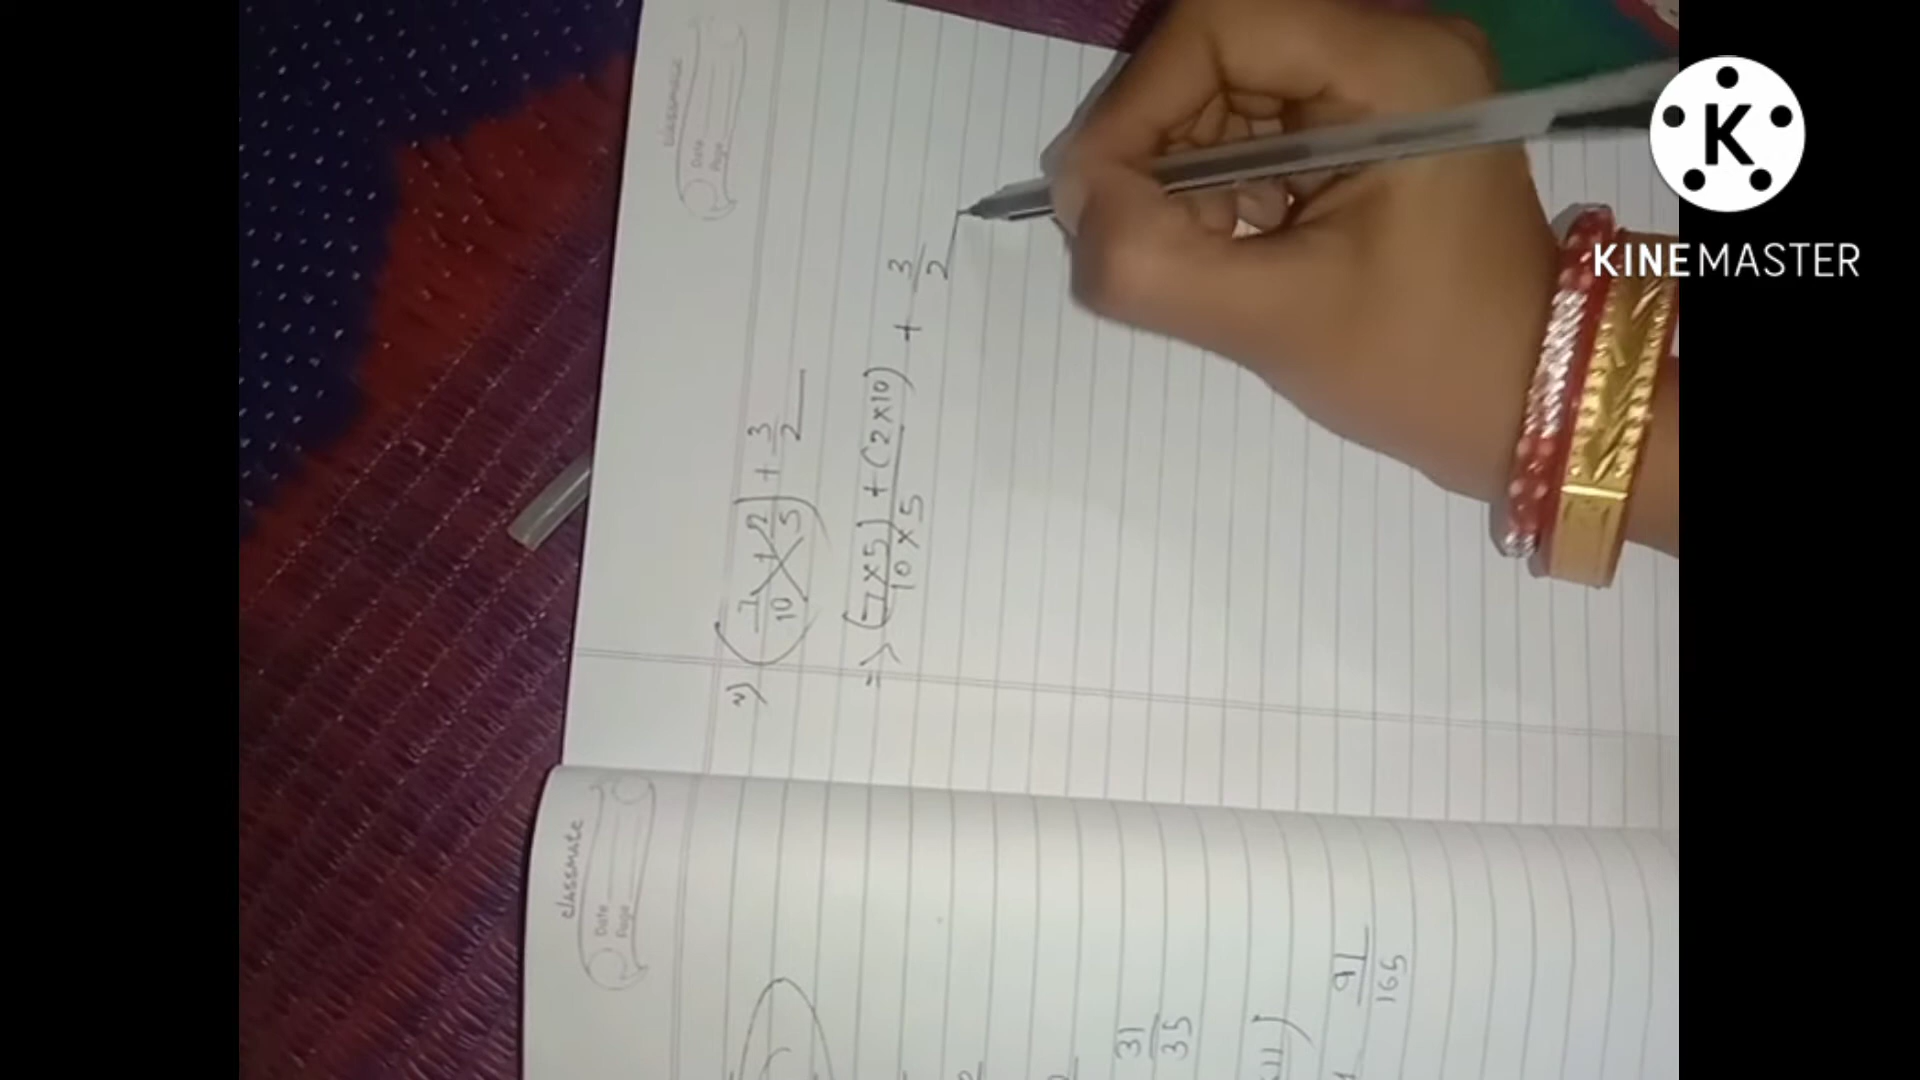 classmate
Date
Page
v) (7/10 + 2/5) + 3/2
=> (7×5) + (2×10) / 10×5 + 3/2
classmate
Date
Page
31/35
×11)
91/165
KINEMASTER